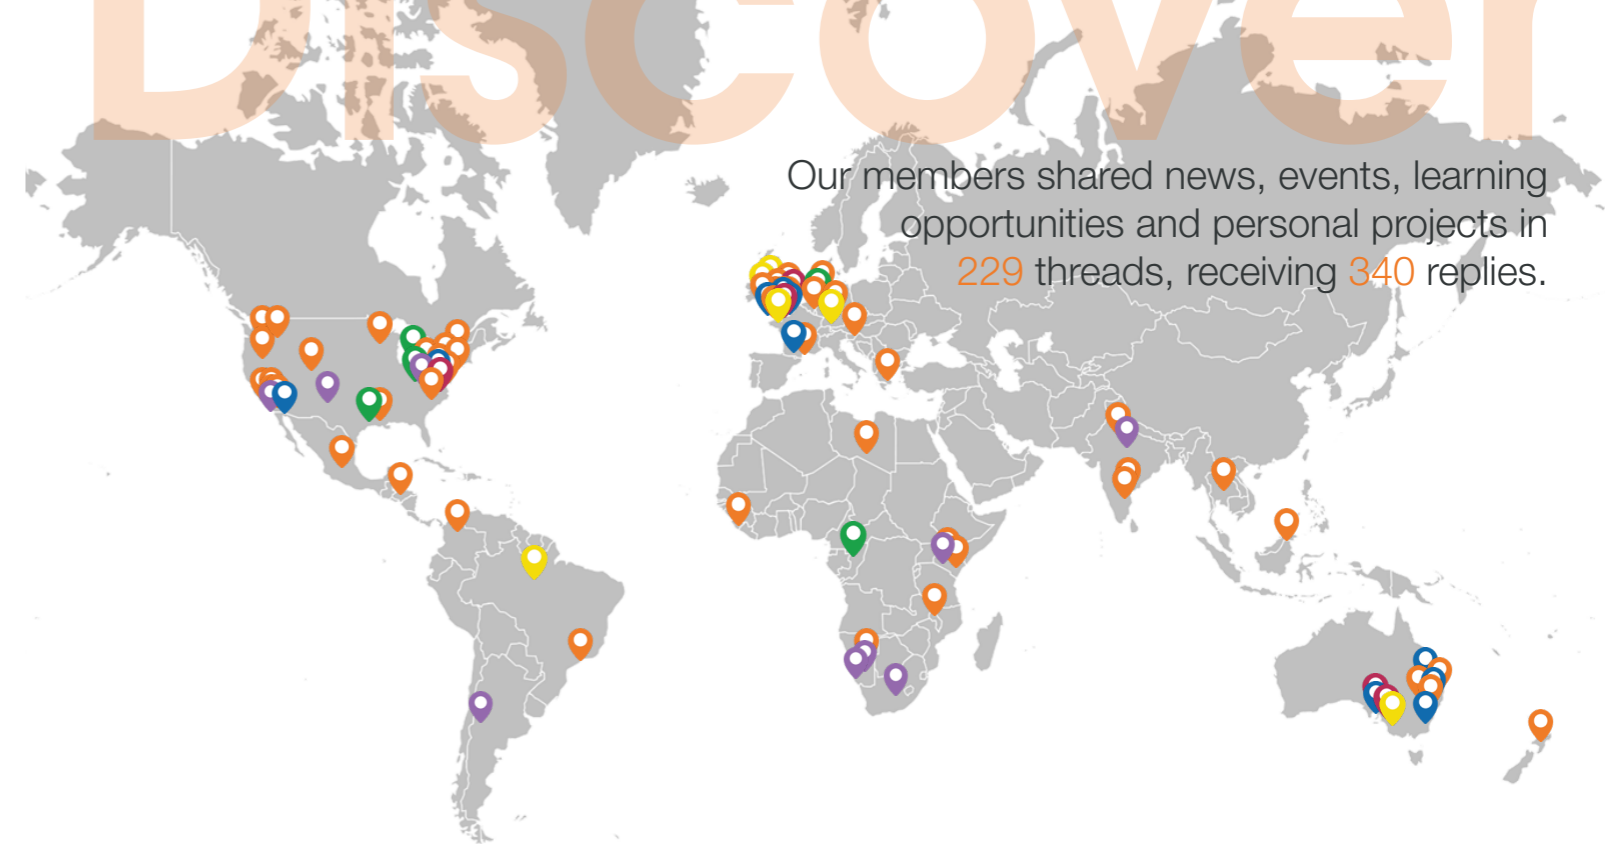 Discover
Our members shared news, events, learning
opportunities and personal projects in
229 threads, receiving 340 replies.